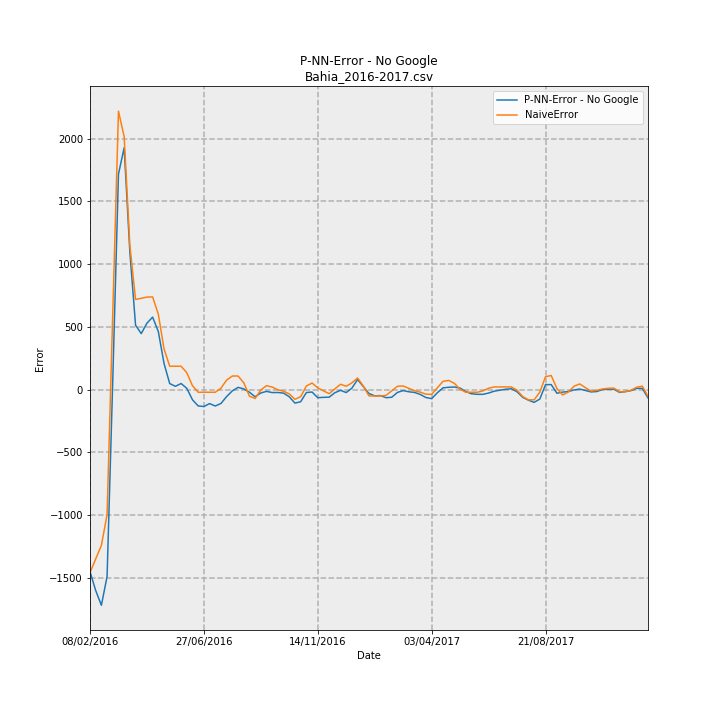 P-NN-Error - No Google
Bahia_2016-2017.csv
P-NN-Error - No Google
NaiveError
Error
2000
1500
1000
500
0
−500
−1000
−1500
08/02/2016
27/06/2016
14/11/2016
03/04/2017
21/08/2017
Date